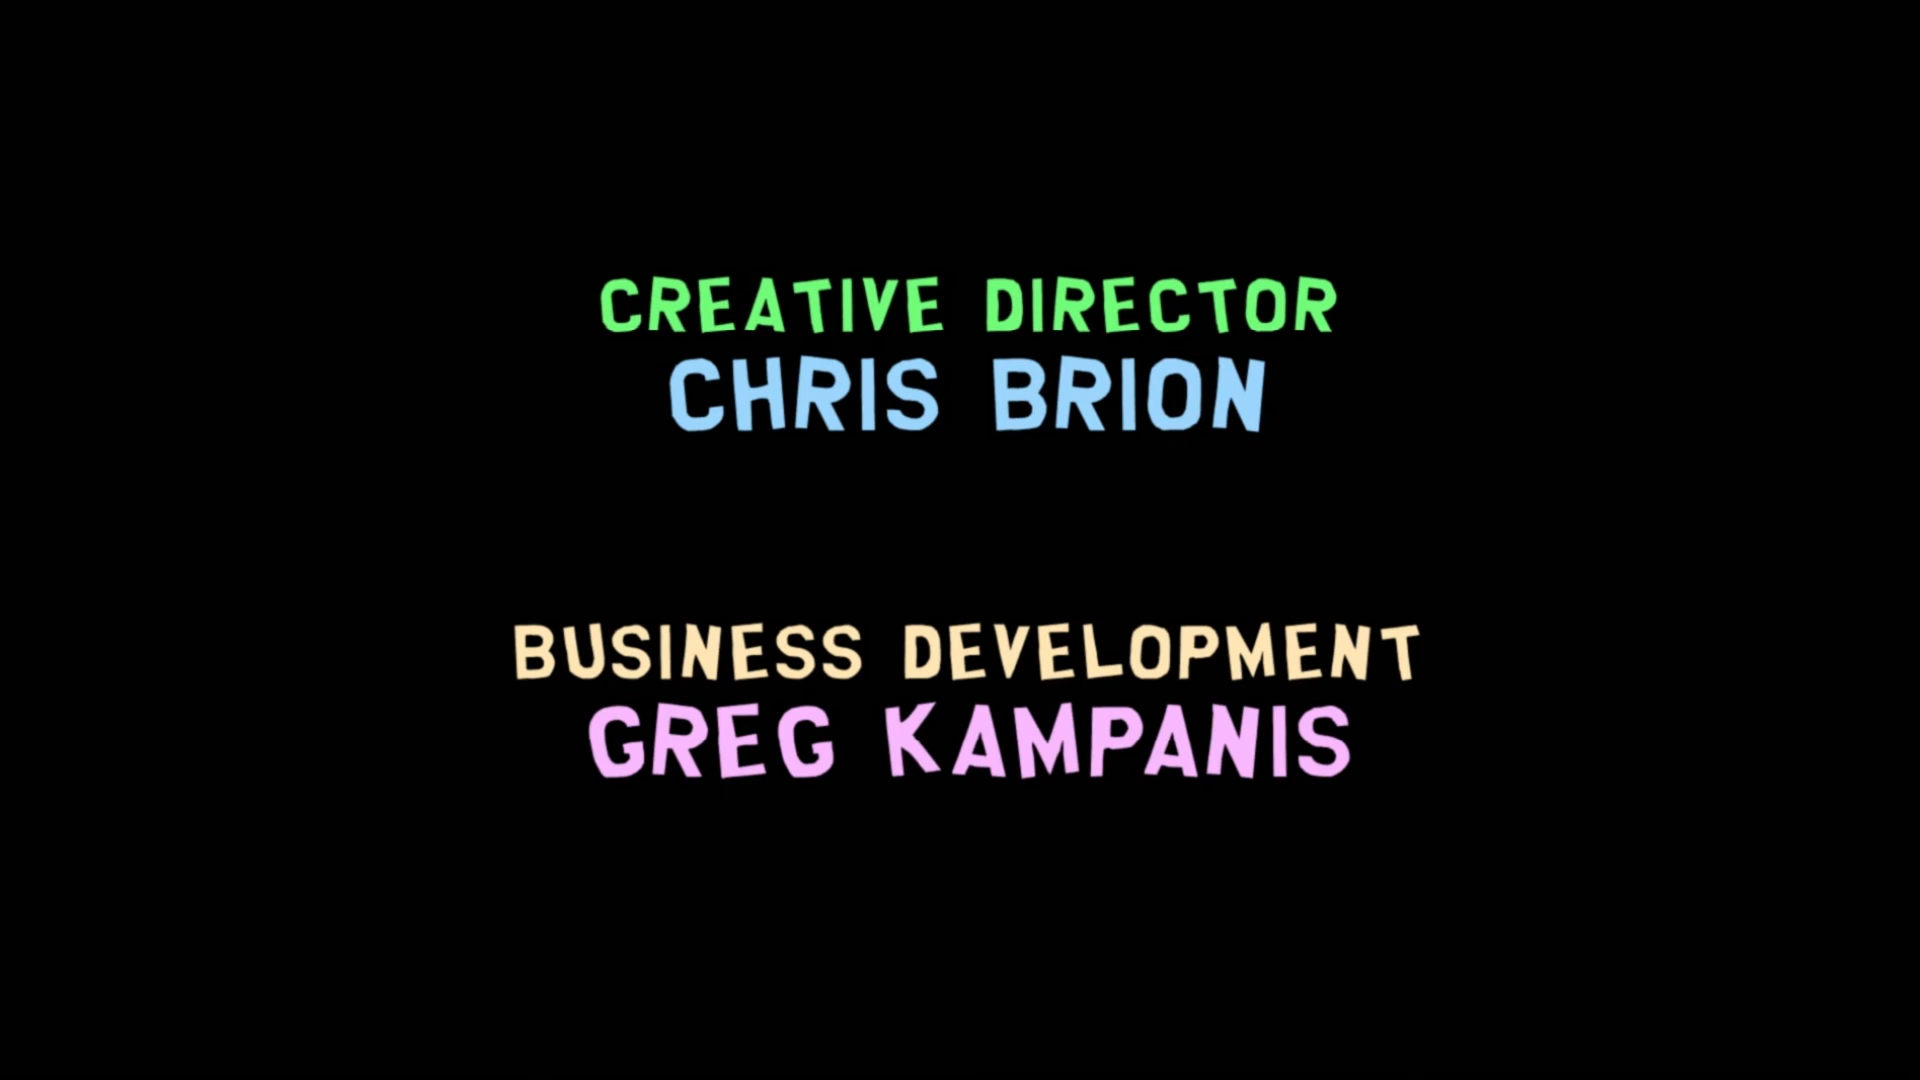 CREATIVE DIRECTOR
CHRIS BRION
BUSINESS DEVELOPMENT
GREG KAMPANIS